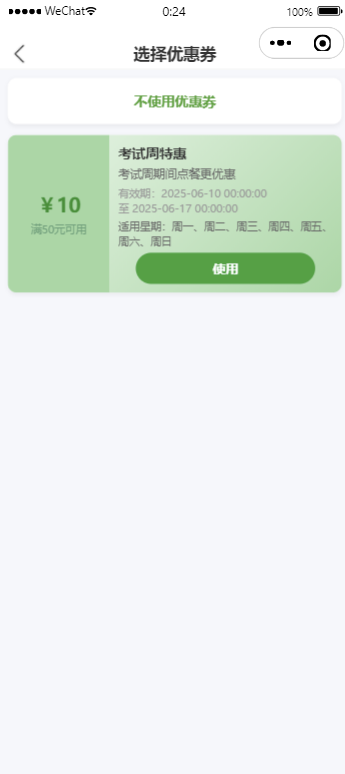 WeChat 0:24 100%
选择优惠券
不使用优惠券
考试周特惠
考试周期间点餐更优惠
¥10
满50元可用
有效期：2025-06-10 00:00:00
至 2025-06-17 00:00:00
适用星期：周一、周二、周三、周四、周五、
周六、周日
使用